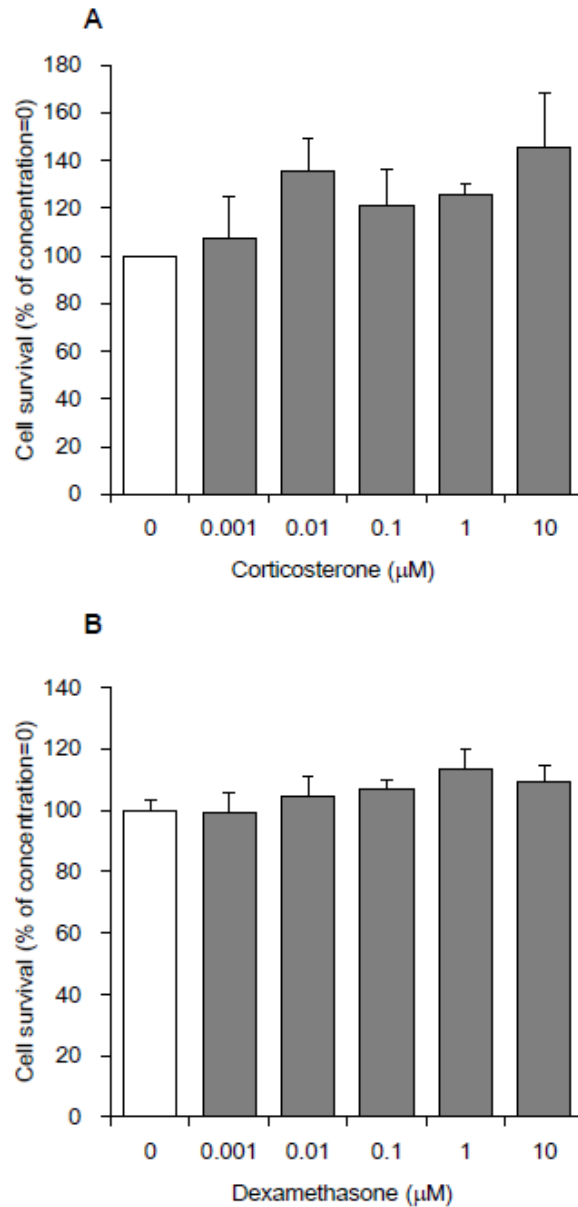 A
Cell survival (% of concentration=0)
180
160
140
120
100
80
60
40
20
0
0 0.001 0.01 0.1 1 10
Corticosterone (μM)
B
Cell survival (% of concentration=0)
140
120
100
80
60
40
20
0
0 0.001 0.01 0.1 1 10
Dexamethasone (μM)